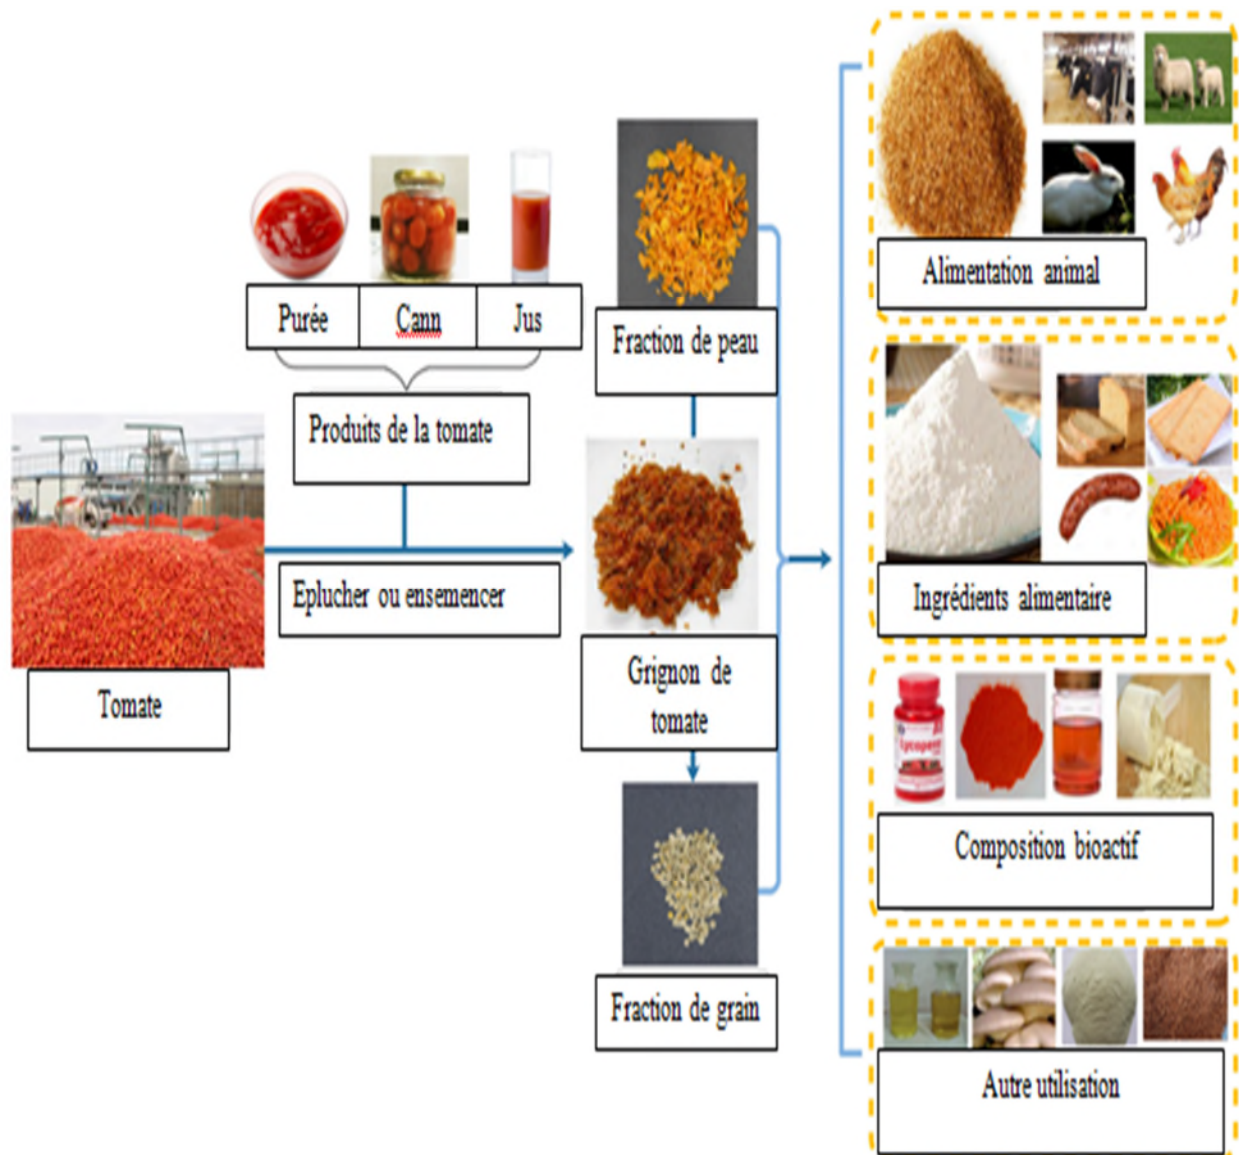 Purée
Cann
Jus
Produits de la tomate
Eplucher ou ensemencer
Tomate
Fraction de peau
Grignon de
tomate
Fraction de grain
Alimentation animal
Ingrédients alimentaire
Lycopene
Composition bioactif
Autre utilisation